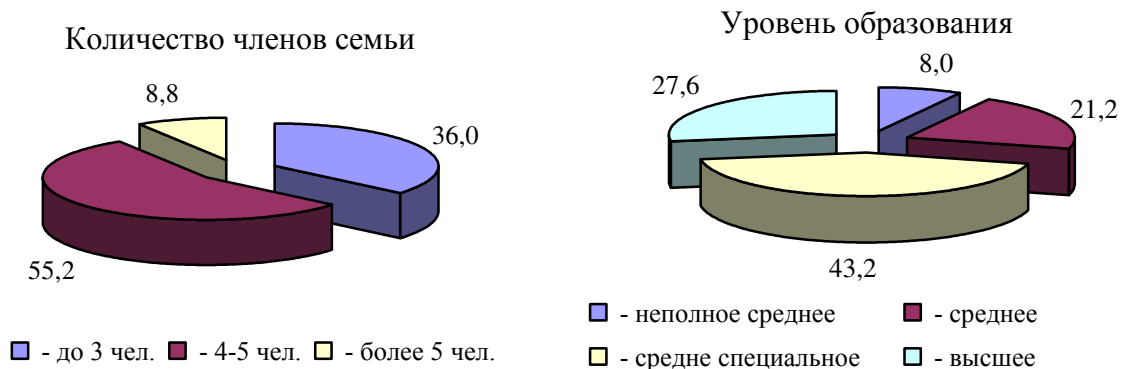 Количество членов семьи
8,8
36,0
55,2
- до 3 чел. - 4-5 чел. - более 5 чел.
Уровень образования
8,0
27,6
21,2
43,2
- неполное среднее - среднее
- средне специальное - высшее